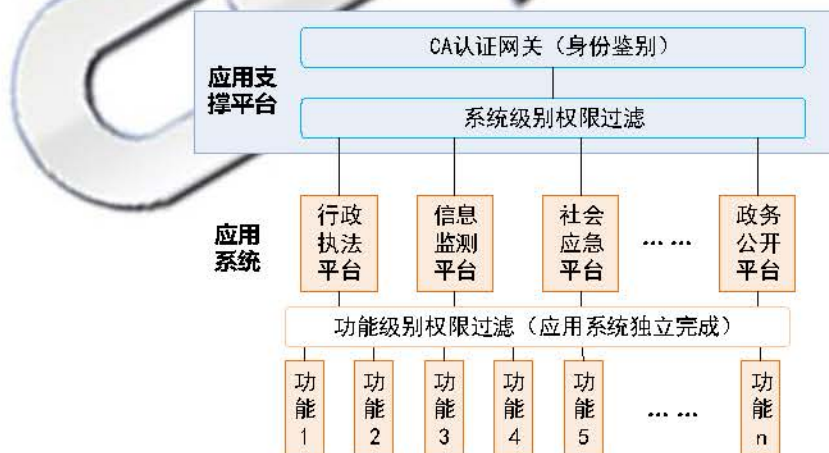 CA认证网关（身份鉴别）
应用支
撑平台
系统级别权限过滤
应用
系统
行政
执法
平台
信息
监测
平台
社会
应急
平台
... ...
政务
公开
平台
功能级别权限过滤（应用系统独立完成）
功
能
1
功
能
2
功
能
3
功
能
4
功
能
5
... ...
功
能
n